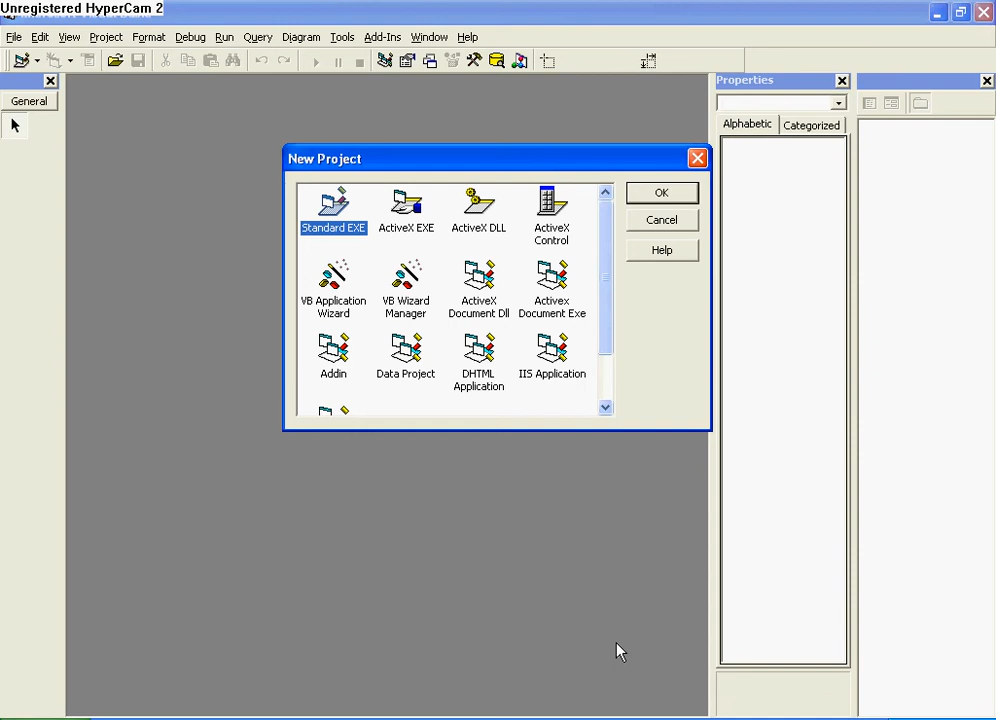 Unregistered HyperCam 2
File Edit View Project Format Debug Run Query Diagram Tools Add-Ins Window Help
General
Properties
Alphabetic Categorized
New Project
Standard EXE
ActiveX EXE
ActiveX DLL
ActiveX
Control
OK
Cancel
Help
VB Application
Wizard
VB Wizard
Manager
ActiveX
Document Dll
Activex
Document Exe
Addin
Data Project
DHTML
Application
IIS Application